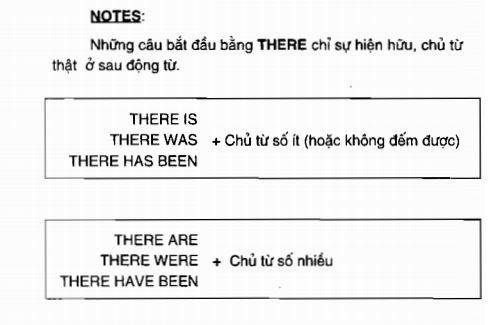 NOTES:
Những câu bắt đầu bằng THERE chỉ sự hiện hữu, chủ từ
thật ở sau động từ.
THERE IS
THERE WAS + Chủ từ số ít (hoặc không đếm được)
THERE HAS BEEN
THERE ARE
THERE WERE + Chủ từ số nhiều
THERE HAVE BEEN